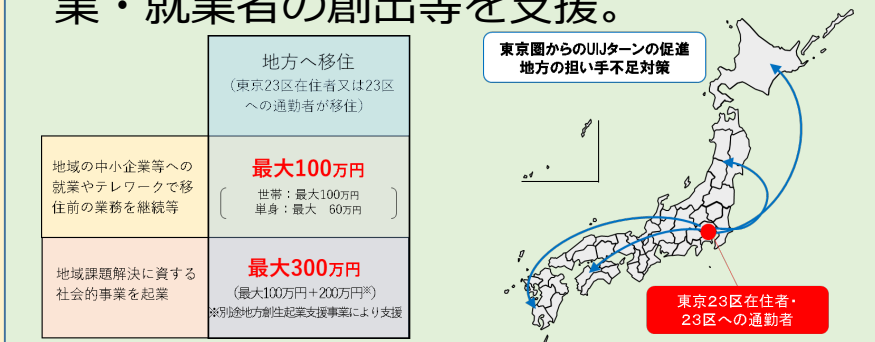 業・就業者の創出等を支援。
地方へ移住
（東京23区在住者又は23区
への通勤者が移住）
地域の中小企業等への
就業やテレワークで移
住前の業務を継続等
最大100万円
世帯：最大100万円
単身：最大　60万円
地域課題解決に資する
社会的事業を起業
最大300万円
（最大100万円＋200万円※）
※別途地方創生起業支援事業により支援
東京圏からのUIJターンの促進
地方の担い手不足対策
東京23区在住者・
23区への通勤者